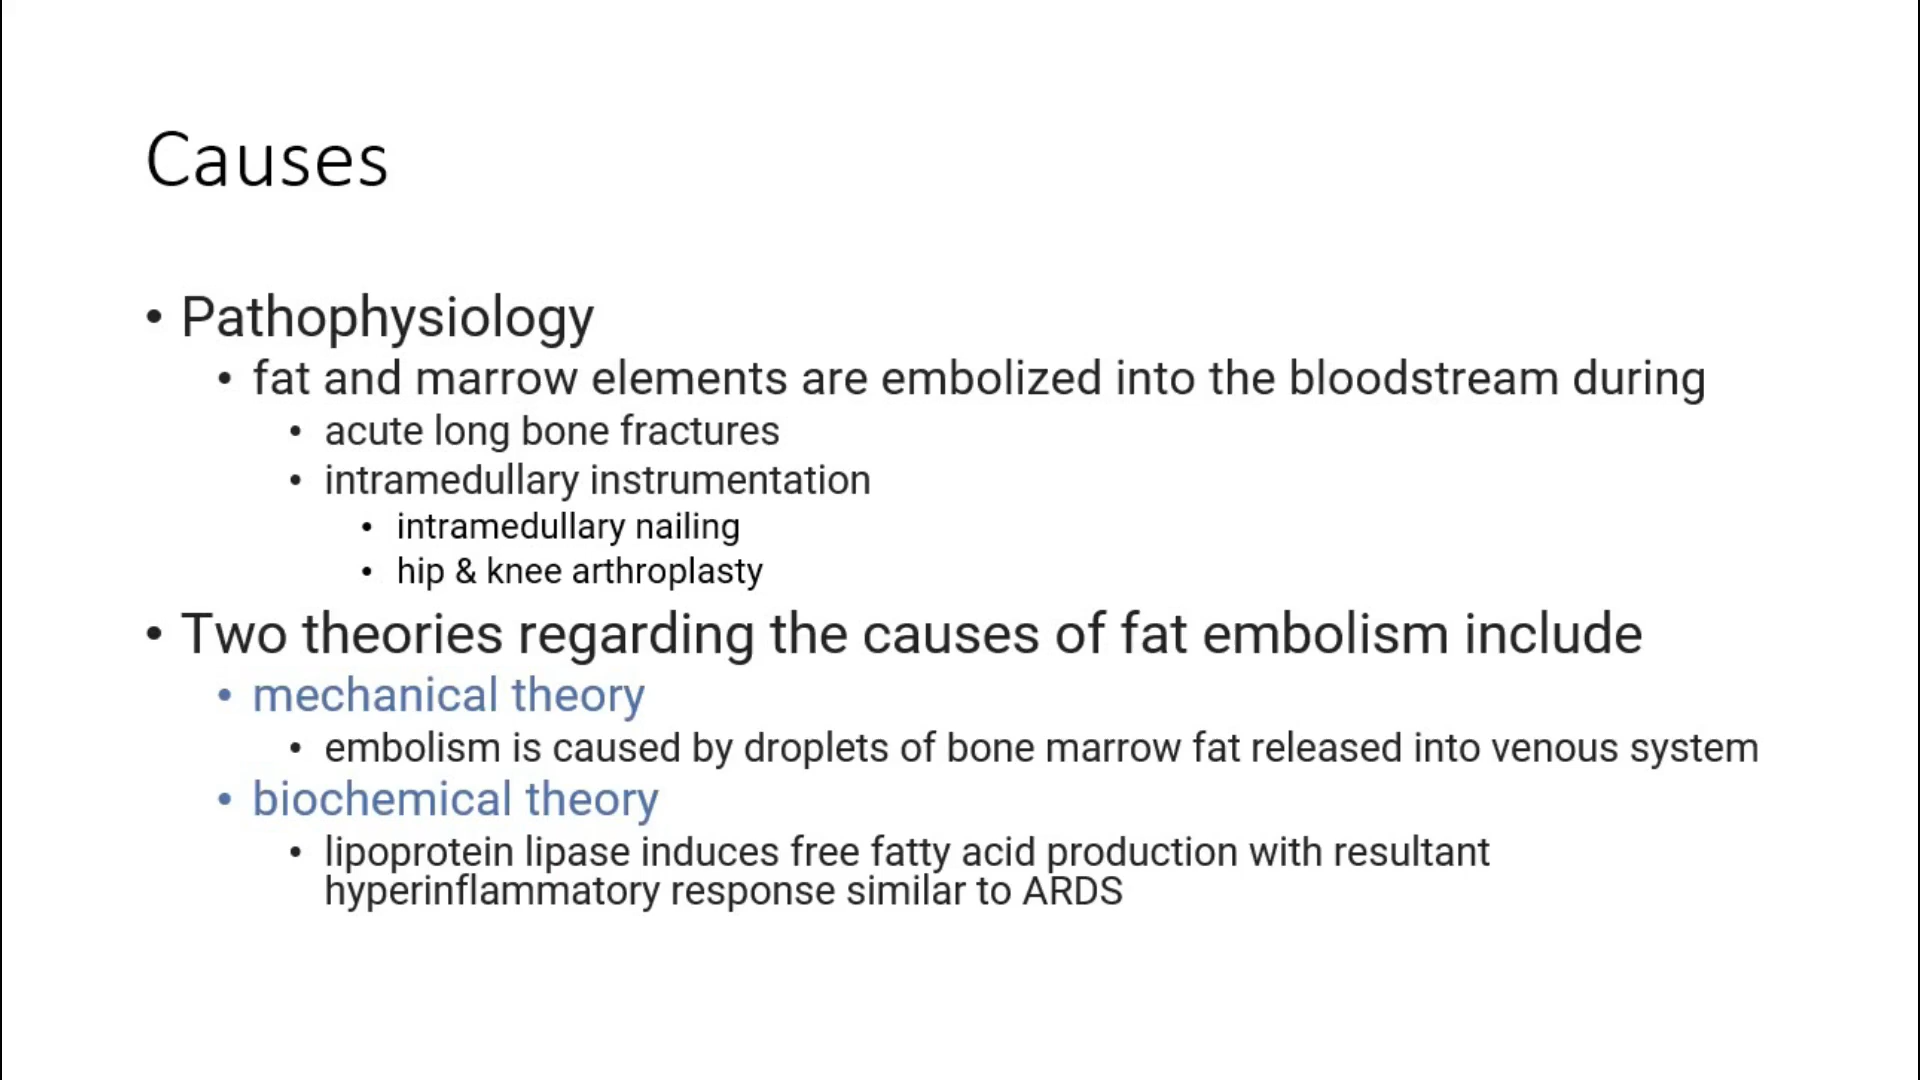 Causes
• Pathophysiology
• fat and marrow elements are embolized into the bloodstream during
• acute long bone fractures
• intramedullary instrumentation
• intramedullary nailing
• hip & knee arthroplasty
• Two theories regarding the causes of fat embolism include
• mechanical theory
• embolism is caused by droplets of bone marrow fat released into venous system
• biochemical theory
• lipoprotein lipase induces free fatty acid production with resultant
hyperinflammatory response similar to ARDS